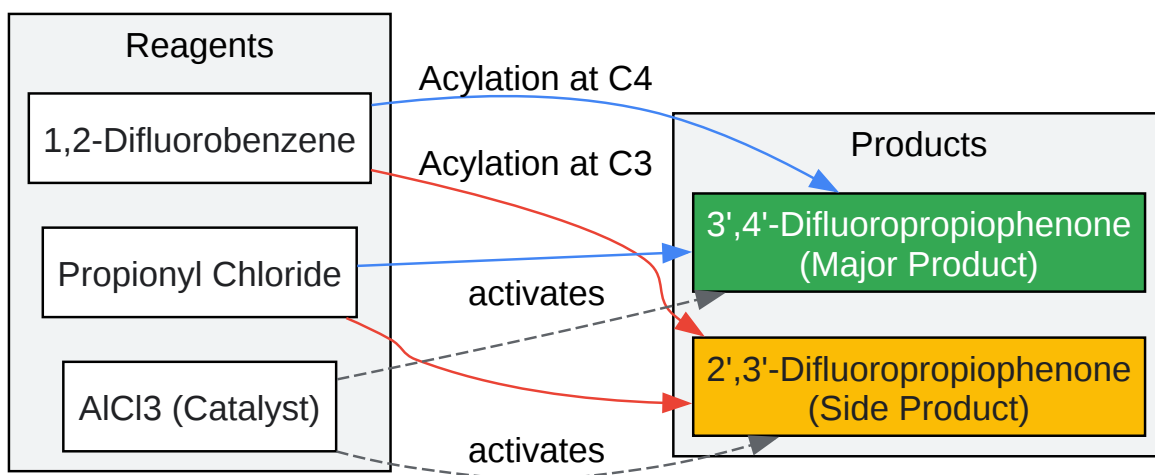 Reagents
1,2-Difluorobenzene
Propionyl Chloride
AlCl3 (Catalyst)
Acylation at C4
Acylation at C3
activates
activates
Products
3',4'-Difluoropropiophenone
(Major Product)
2',3'-Difluoropropiophenone
(Side Product)